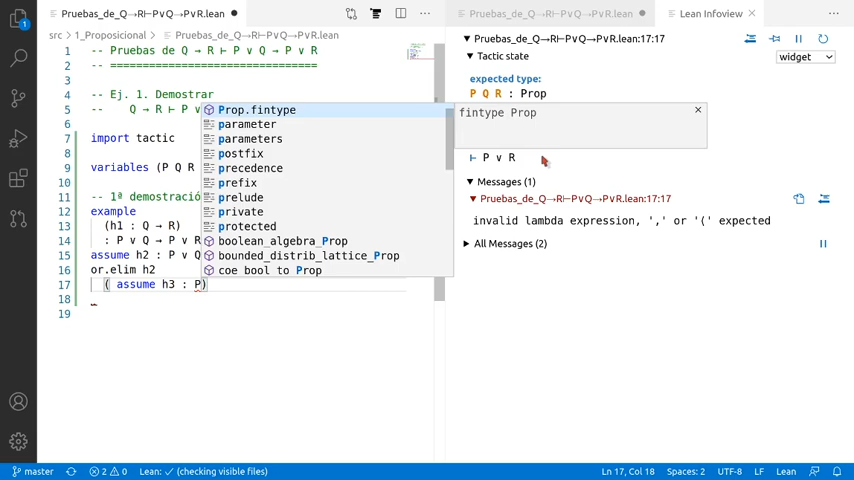 Pruebas_de_Q→R⊢P∨Q→P∨R.lean
Pruebas_de_Q→R⊢P∨Q→P∨R.lean
Lean Infoview
src > 1_Proposicional > Pruebas_de_Q→R⊢P∨Q→P∨R.lean
1 -- Pruebas de Q → R ⊢ P ∨ Q → P ∨ R
2 -- ================================
3
4 -- Ej. 1. Demostrar
5 -- Q → R ⊢ P ∨
6
7 import tactic
8
9 variables (P Q R
10
11 -- 1ª demostració
12 example
13 (h1 : Q → R)
14 : P ∨ Q → P ∨ R
15 assume h2 : P ∨ Q
16 or.elim h2
17 ( assume h3 : P)
18
19
Prop.fintype
parameter
parameters
postfix
precedence
prefix
prelude
private
protected
boolean_algebra_Prop
bounded_distrib_lattice_Prop
coe bool to Prop
fintype Prop
Pruebas_de_Q→R⊢P∨Q→P∨R.lean:17:17
Tactic state
widget
expected type:
P Q R : Prop
⊢ P ∨ R
Messages (1)
Pruebas_de_Q→R⊢P∨Q→P∨R.lean:17:17
invalid lambda expression, ',' or '⟨' expected
All Messages (2)
1
master
2 0
Lean: ✓ (checking visible files)
Ln 17, Col 18
Spaces: 2
UTF-8
LF
Lean